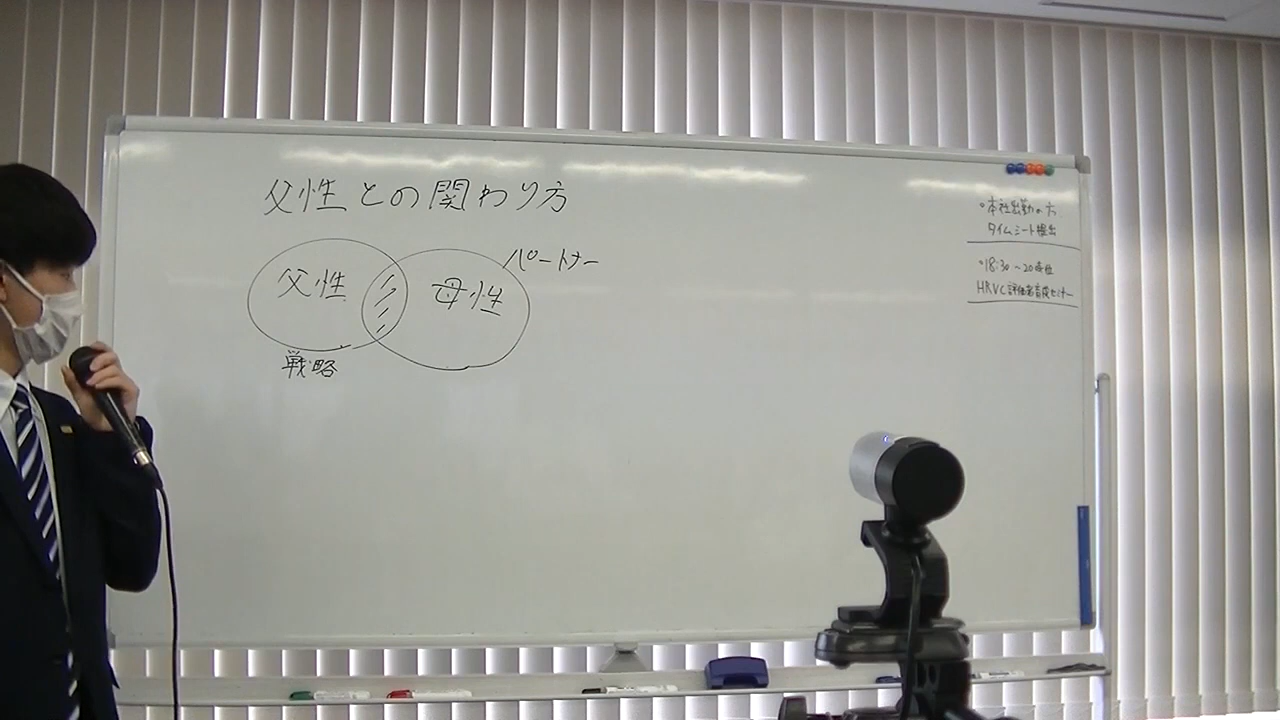 父性との関わり方
父性
母性
パートナー
戦略
•本社出勤の方
タイムシート提出
•18:30～20時位
HRVC評価者育成セミナー